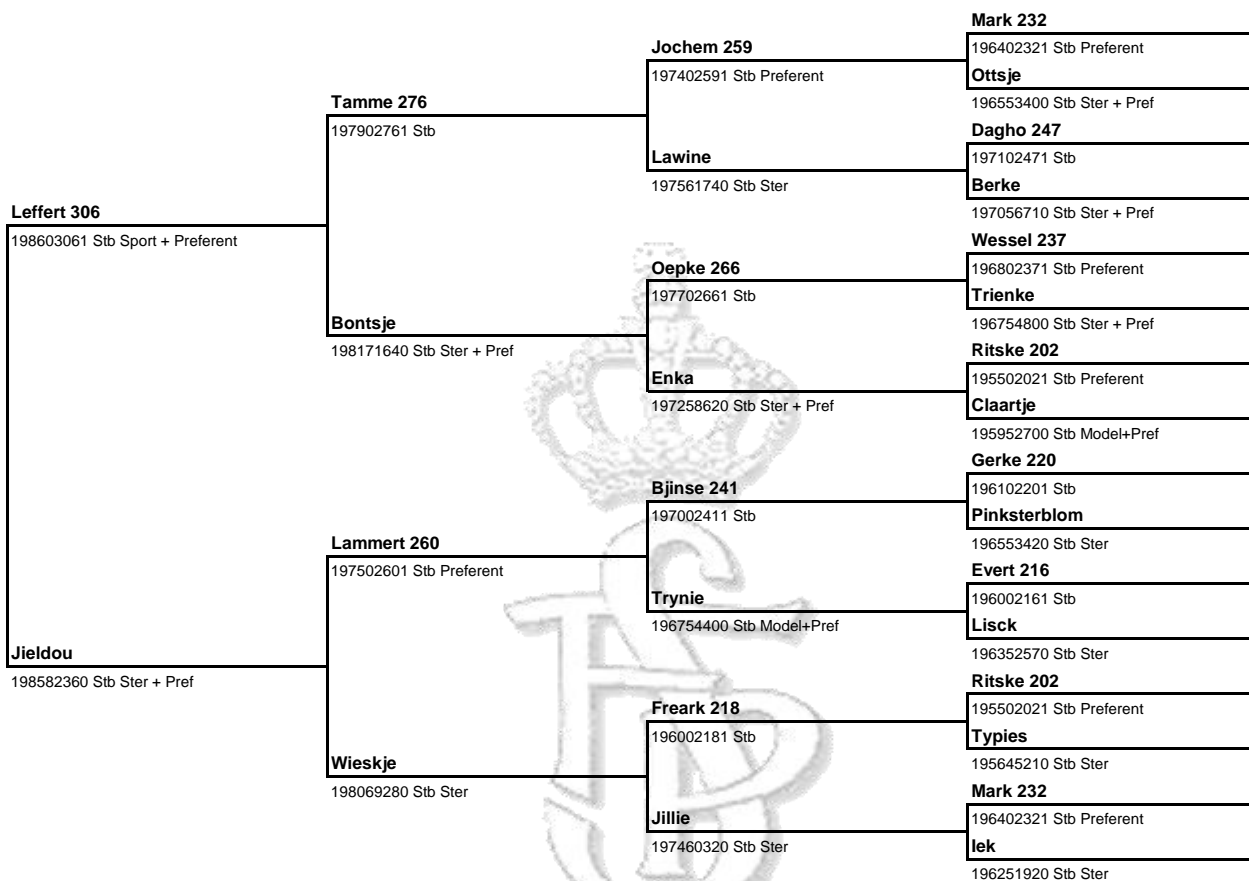 Leffert 306
198603061 Stb Sport + Preferent
Jieldou
198582360 Stb Ster + Pref
Tamme 276
197902761 Stb
Bontsje
198171640 Stb Ster + Pref
Lammert 260
197502601 Stb Preferent
Wieskje
198069280 Stb Ster
Jochem 259
197402591 Stb Preferent
Lawine
197561740 Stb Ster
Oepke 266
197702661 Stb
Enka
197258620 Stb Ster + Pref
Bjinse 241
197002411 Stb
Trynie
196754400 Stb Model+Pref
Freark 218
196002181 Stb
Jillie
197460320 Stb Ster
Mark 232
196402321 Stb Preferent
Ottsje
196553400 Stb Ster + Pref
Dagho 247
197102471 Stb
Berke
197056710 Stb Ster + Pref
Wessel 237
196802371 Stb Preferent
Trienke
196754800 Stb Ster + Pref
Ritske 202
195502021 Stb Preferent
Claartje
195952700 Stb Model+Pref
Gerke 220
196102201 Stb
Pinksterblom
196553420 Stb Ster
Evert 216
196002161 Stb
Lisck
196352570 Stb Ster
Ritske 202
195502021 Stb Preferent
Typies
195645210 Stb Ster
Mark 232
196402321 Stb Preferent
Iek
196251920 Stb Ster